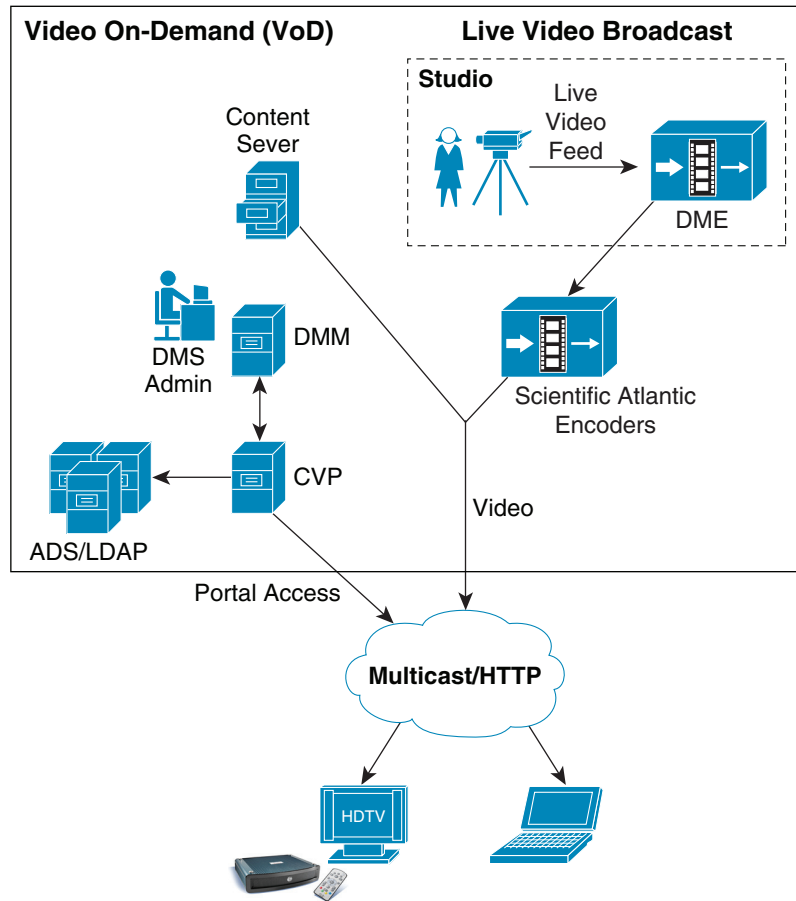 Video On-Demand (VoD)
Live Video Broadcast
Studio
Live
Video
Feed
DME
Content
Sever
DMS
Admin
DMM
Scientific Atlantic
Encoders
CVP
ADS/LDAP
Video
Portal Access
Multicast/HTTP
HDTV